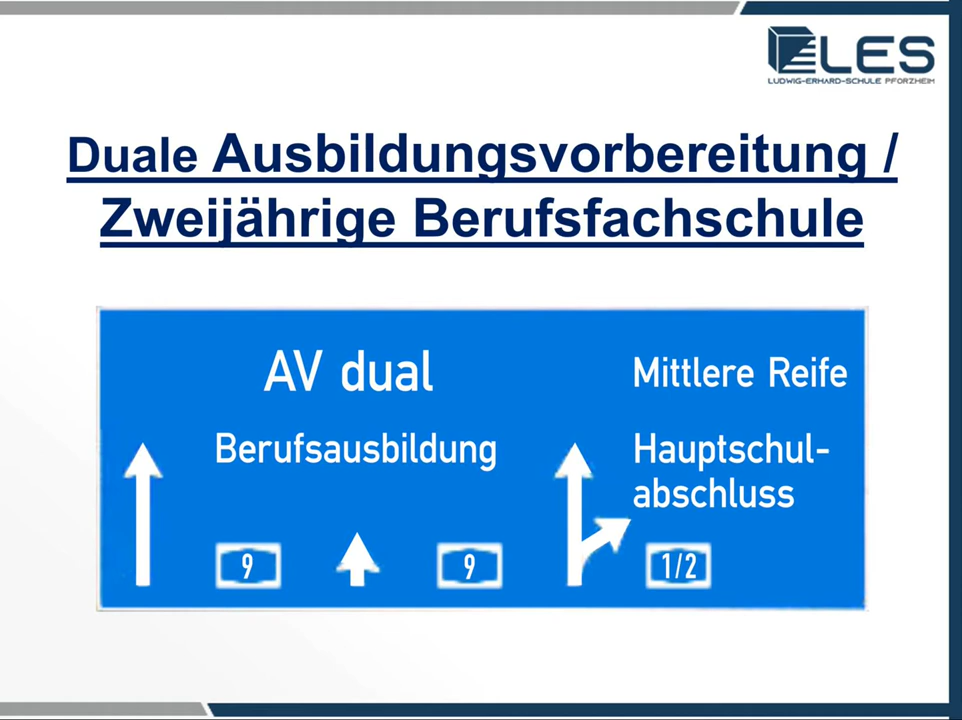 LES
LUDWIG-ERHARD-SCHULE PFORZHEIM
Duale Ausbildungsvorbereitung /
Zweijährige Berufsfachschule
AV dual
Mittlere Reife
Berufsausbildung
Hauptschul-
abschluss
9
9
1/2